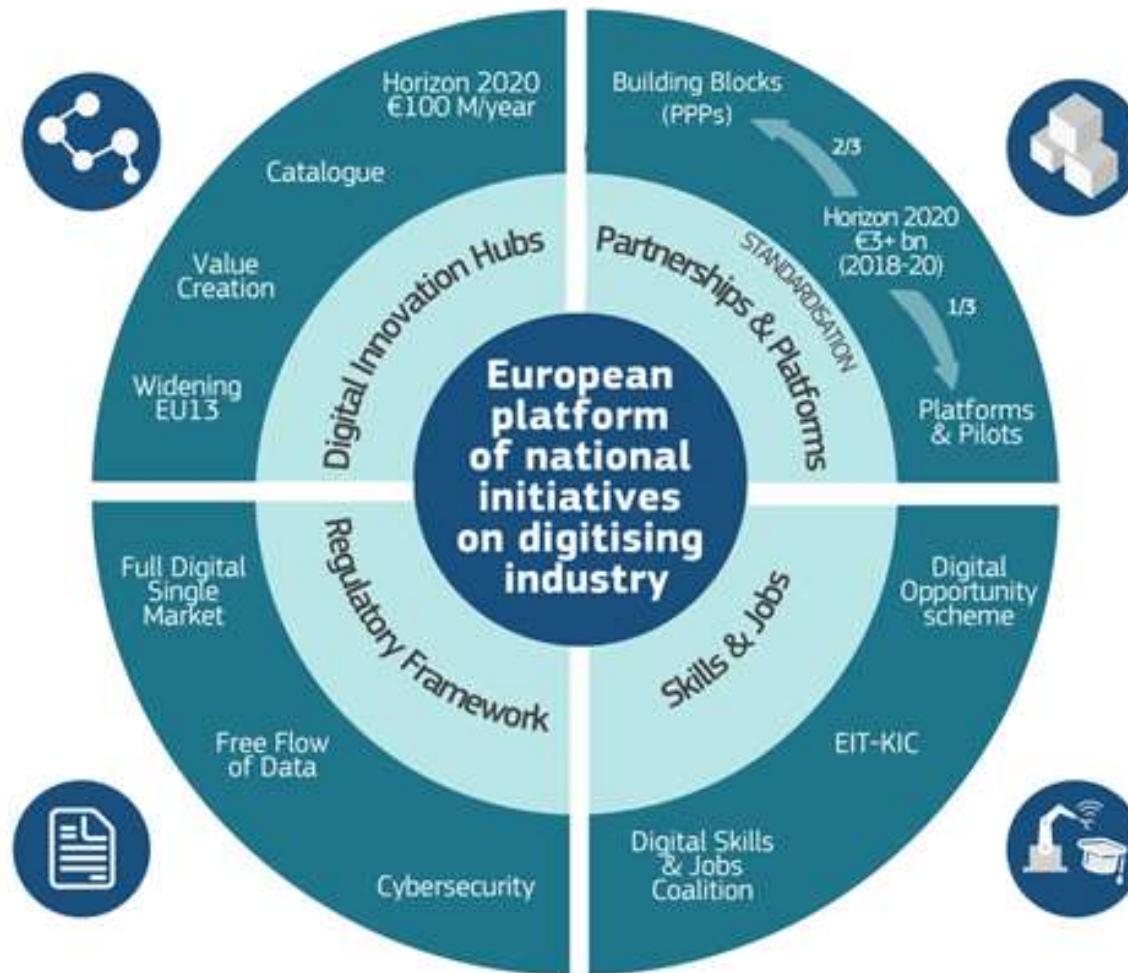 Horizon 2020
€100 M/year
Catalogue
Value
Creation
Widening
EU13
Digital Innovation Hubs
Building Blocks
(PPPs)
2/3
Horizon 2020
€3+ bn
(2018-20)
1/3
Platforms
& Pilots
STANDARDISATION
Partnerships & Platforms
European
platform
of national
initiatives
on digitising
industry
Full Digital
Single
Market
Free Flow
of Data
Cybersecurity
Regulatory Framework
Skills & Jobs
Digital
Opportunity
scheme
EIT-KIC
Digital Skills
& Jobs
Coalition